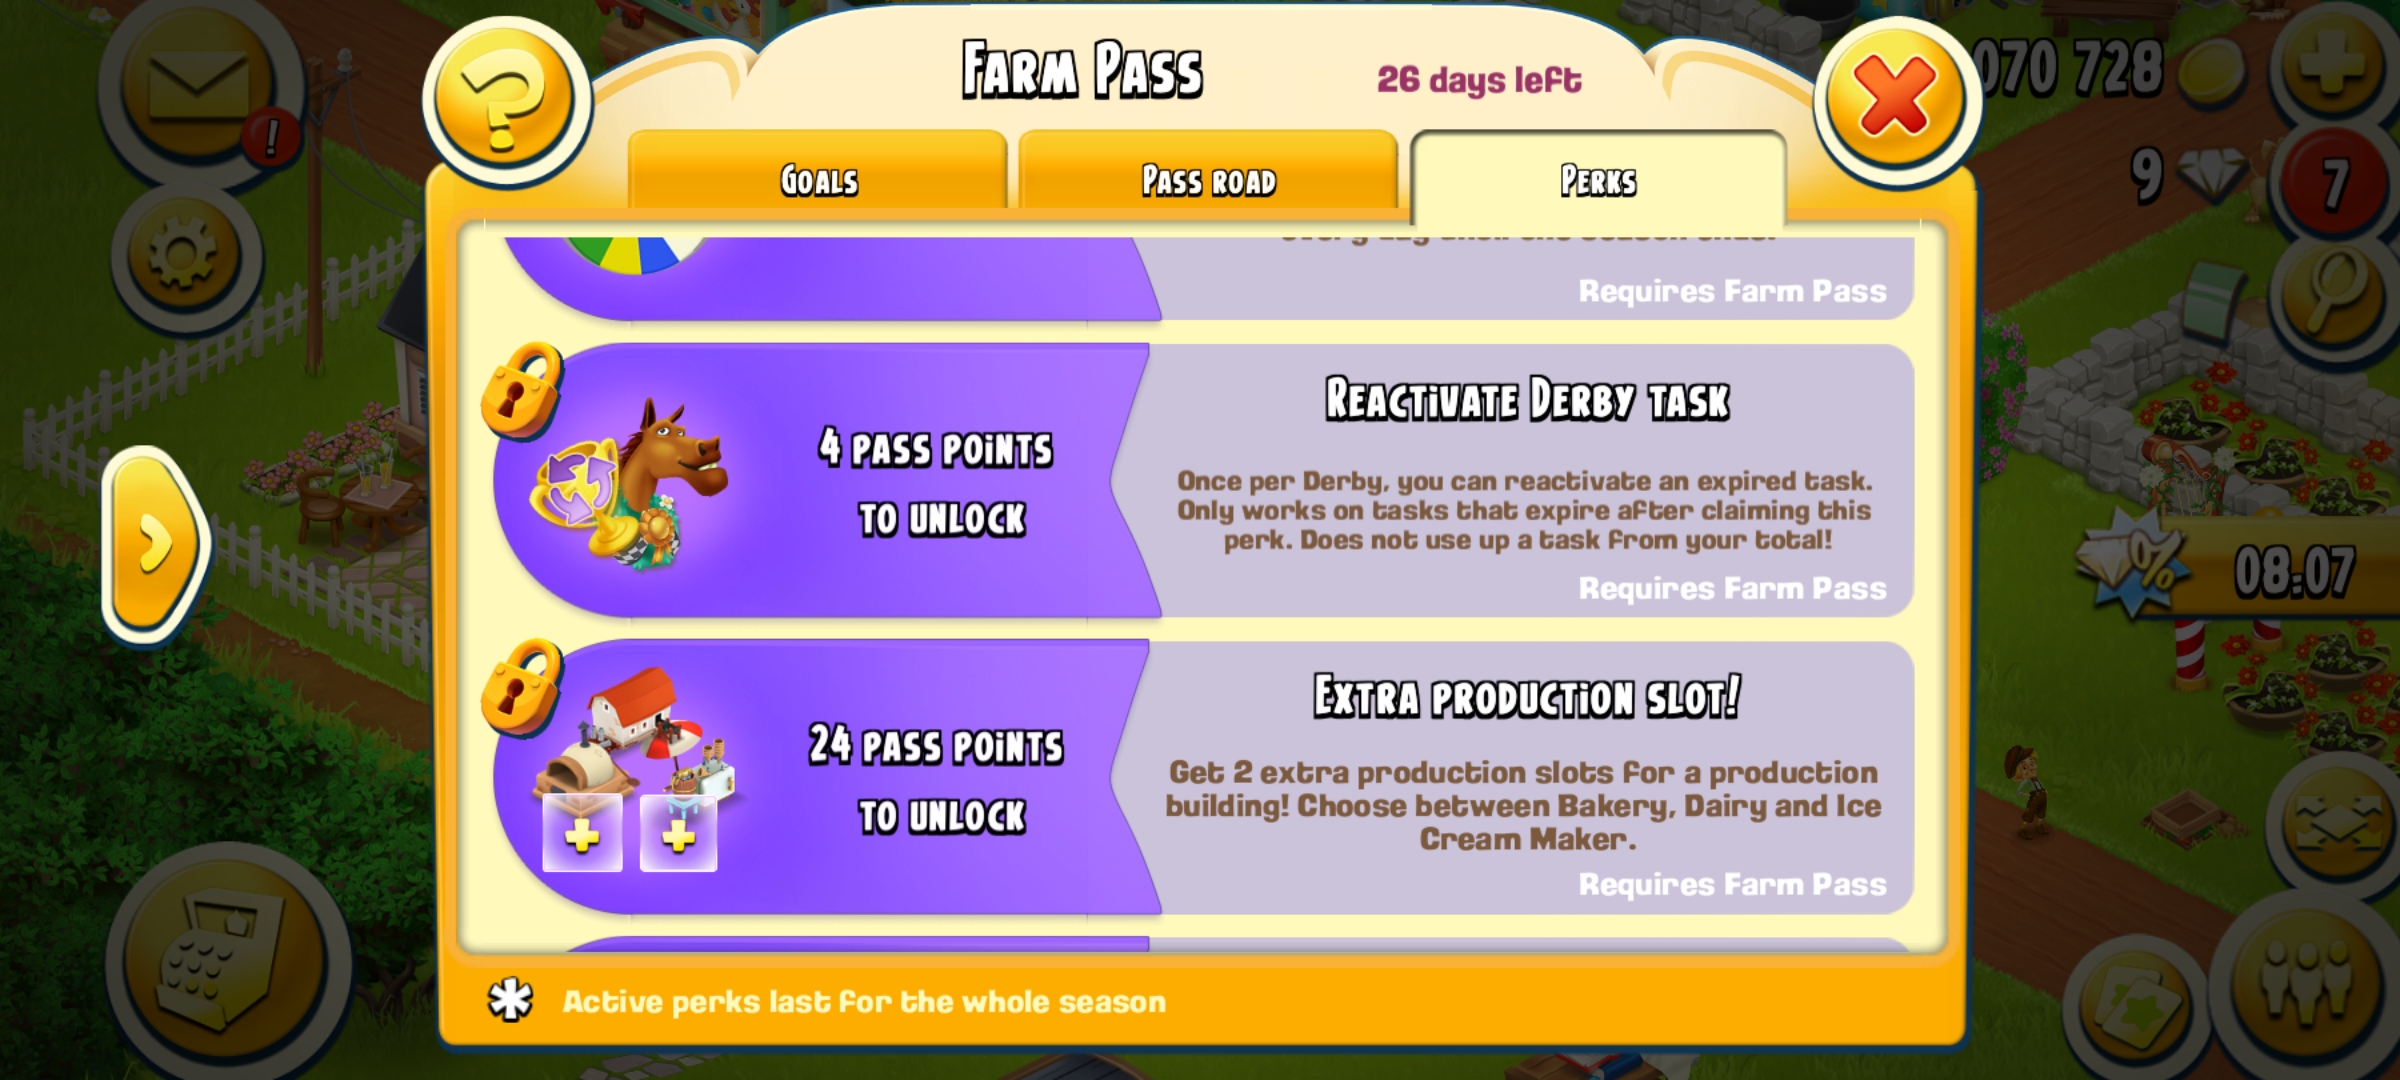 FARM PASS
26 days left
070 728
GOALS
PASS ROAD
PERKS
9
7
!
Requires Farm Pass
REACTIVATE DERBY TASK
4 PASS POINTS
TO UNLOCK
Once per Derby, you can reactivate an expired task.
Only works on tasks that expire after claiming this
perk. Does not use up a task from your total!
Requires Farm Pass
%
08:07
EXTRA PRODUCTION SLOT!
24 PASS POINTS
TO UNLOCK
Get 2 extra production slots for a production
building! Choose between Bakery, Dairy and Ice
Cream Maker.
Requires Farm Pass
Active perks last for the whole season